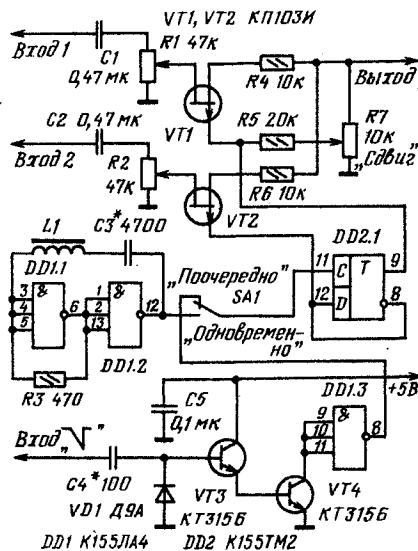 VT1, VT2 КП103И
Вход 1
C1
0,47 мк
R1 47к
R4 10к
Выход
C2 0,47 мк
VT1
R5 20к
R7
10к
„Сдвиг“
Вход 2
R2
47к
R6 10к
VT2
L1
C3* 4700
DD2.1
DD1.1
„Поочередно“
SA1
11 C T 9
12 D 8
3 & 6
4
5
1 & 12
2
13
„Одновремен-
но“
DD1.2
R3 470
+5В
C5
0,1 мк
DD1.3
9 & 8
10
11
Вход „ “
C4* 100
VD1 Д9А
VT3
КТ315Б
VT4
КТ315Б
DD1 К155ЛА4 DD2 К155ТМ2